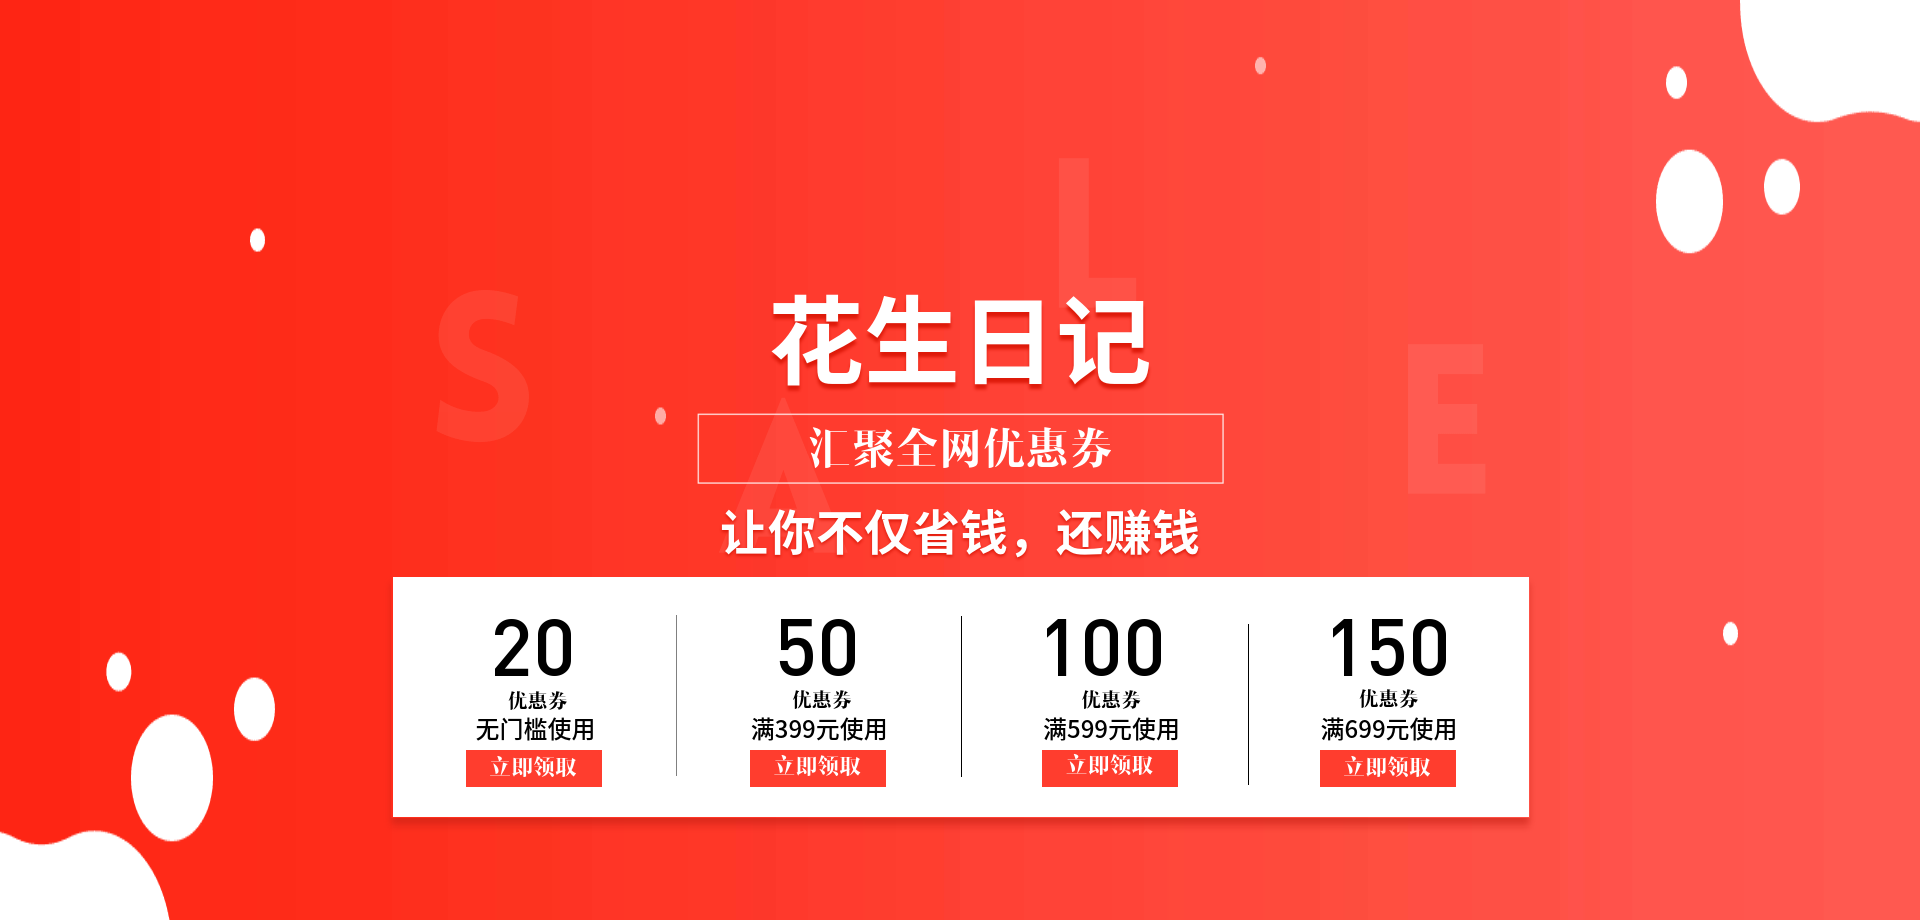 SALE
花生日记
汇聚全网优惠券
让你不仅省钱，还赚钱
20
优惠券
无门槛使用
立即领取
50
优惠券
满399元使用
立即领取
100
优惠券
满599元使用
立即领取
150
优惠券
满699元使用
立即领取